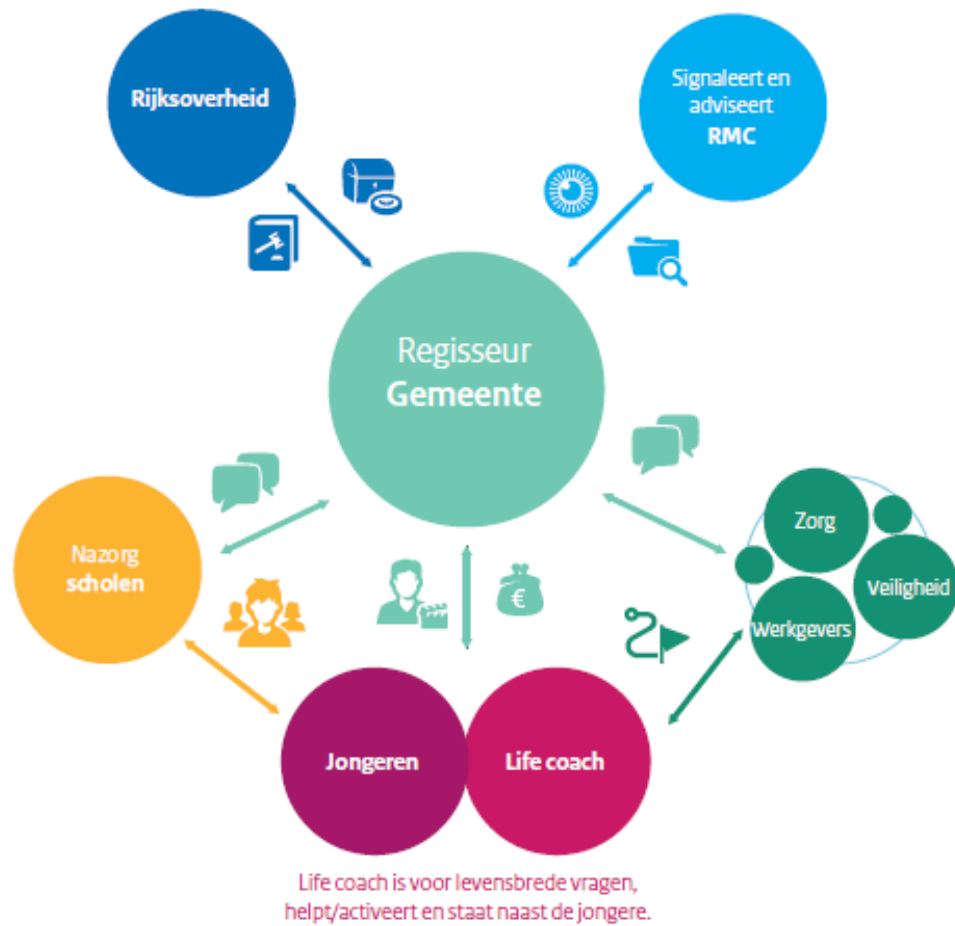 Rijksoverheid
Signaleert en
adviseert
RMC
Regisseur
Gemeente
Nazorg
scholen
€
Zorg
Veiligheid
Werkgevers
Jongeren
Life coach
Life coach is voor levensbrede vragen,
helpt/activeert en staat naast de jongere.